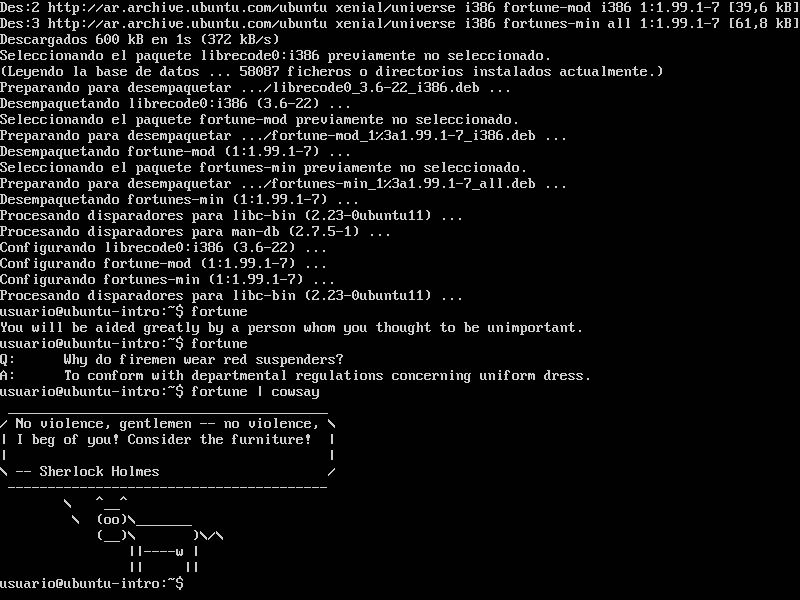 Des:2 http://ar.archive.ubuntu.com/ubuntu xenial/universe i386 fortune-mod i386 1:1.99.1-7 [39,6 kB]
Des:3 http://ar.archive.ubuntu.com/ubuntu xenial/universe i386 fortunes-min all 1:1.99.1-7 [61,8 kB]
Descargados 600 kB en 1s (372 kB/s)
Seleccionando el paquete librecode0:i386 previamente no seleccionado.
(Leyendo la base de datos ... 58087 ficheros o directorios instalados actualmente.)
Preparando para desempaquetar .../librecode0_3.6-22_i386.deb ...
Desempaquetando librecode0:i386 (3.6-22) ...
Seleccionando el paquete fortune-mod previamente no seleccionado.
Preparando para desempaquetar .../fortune-mod_1%3a1.99.1-7_i386.deb ...
Desempaquetando fortune-mod (1:1.99.1-7) ...
Seleccionando el paquete fortunes-min previamente no seleccionado.
Preparando para desempaquetar .../fortunes-min_1%3a1.99.1-7_all.deb ...
Desempaquetando fortunes-min (1:1.99.1-7) ...
Procesando disparadores para libc-bin (2.23-0ubuntu11) ...
Procesando disparadores para man-db (2.7.5-1) ...
Configurando librecode0:i386 (3.6-22) ...
Configurando fortune-mod (1:1.99.1-7) ...
Configurando fortunes-min (1:1.99.1-7) ...
Procesando disparadores para libc-bin (2.23-0ubuntu11) ...
usuario@ubuntu-intro:~$ fortune
You will be aided greatly by a person whom you thought to be unimportant.
usuario@ubuntu-intro:~$ fortune
Q:      Why do firemen wear red suspenders?
A:      To conform with departmental regulations concerning uniform dress.
usuario@ubuntu-intro:~$ fortune | cowsay
 ________________________________________
/ No violence, gentlemen -- no violence, \
| I beg of you! Consider the furniture!  |
|                                        |
\ -- Sherlock Holmes                     /
 ----------------------------------------
        \   ^__^
         \  (oo)\_______
            (__)\       )\/\
                ||----w |
                ||     ||
usuario@ubuntu-intro:~$